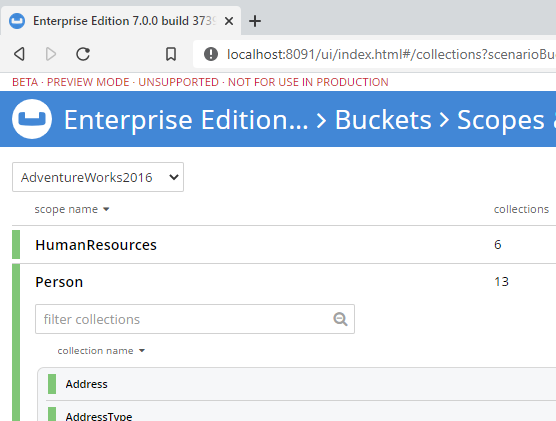 Enterprise Edition 7.0.0 build 373
localhost:8091/ui/index.html#/collections?scenarioBu
BETA · PREVIEW MODE · UNSUPPORTED · NOT FOR USE IN PRODUCTION
Enterprise Edition... > Buckets > Scopes
AdventureWorks2016
scope name collections
HumanResources 6
Person 13
filter collections
collection name
Address
AddressType